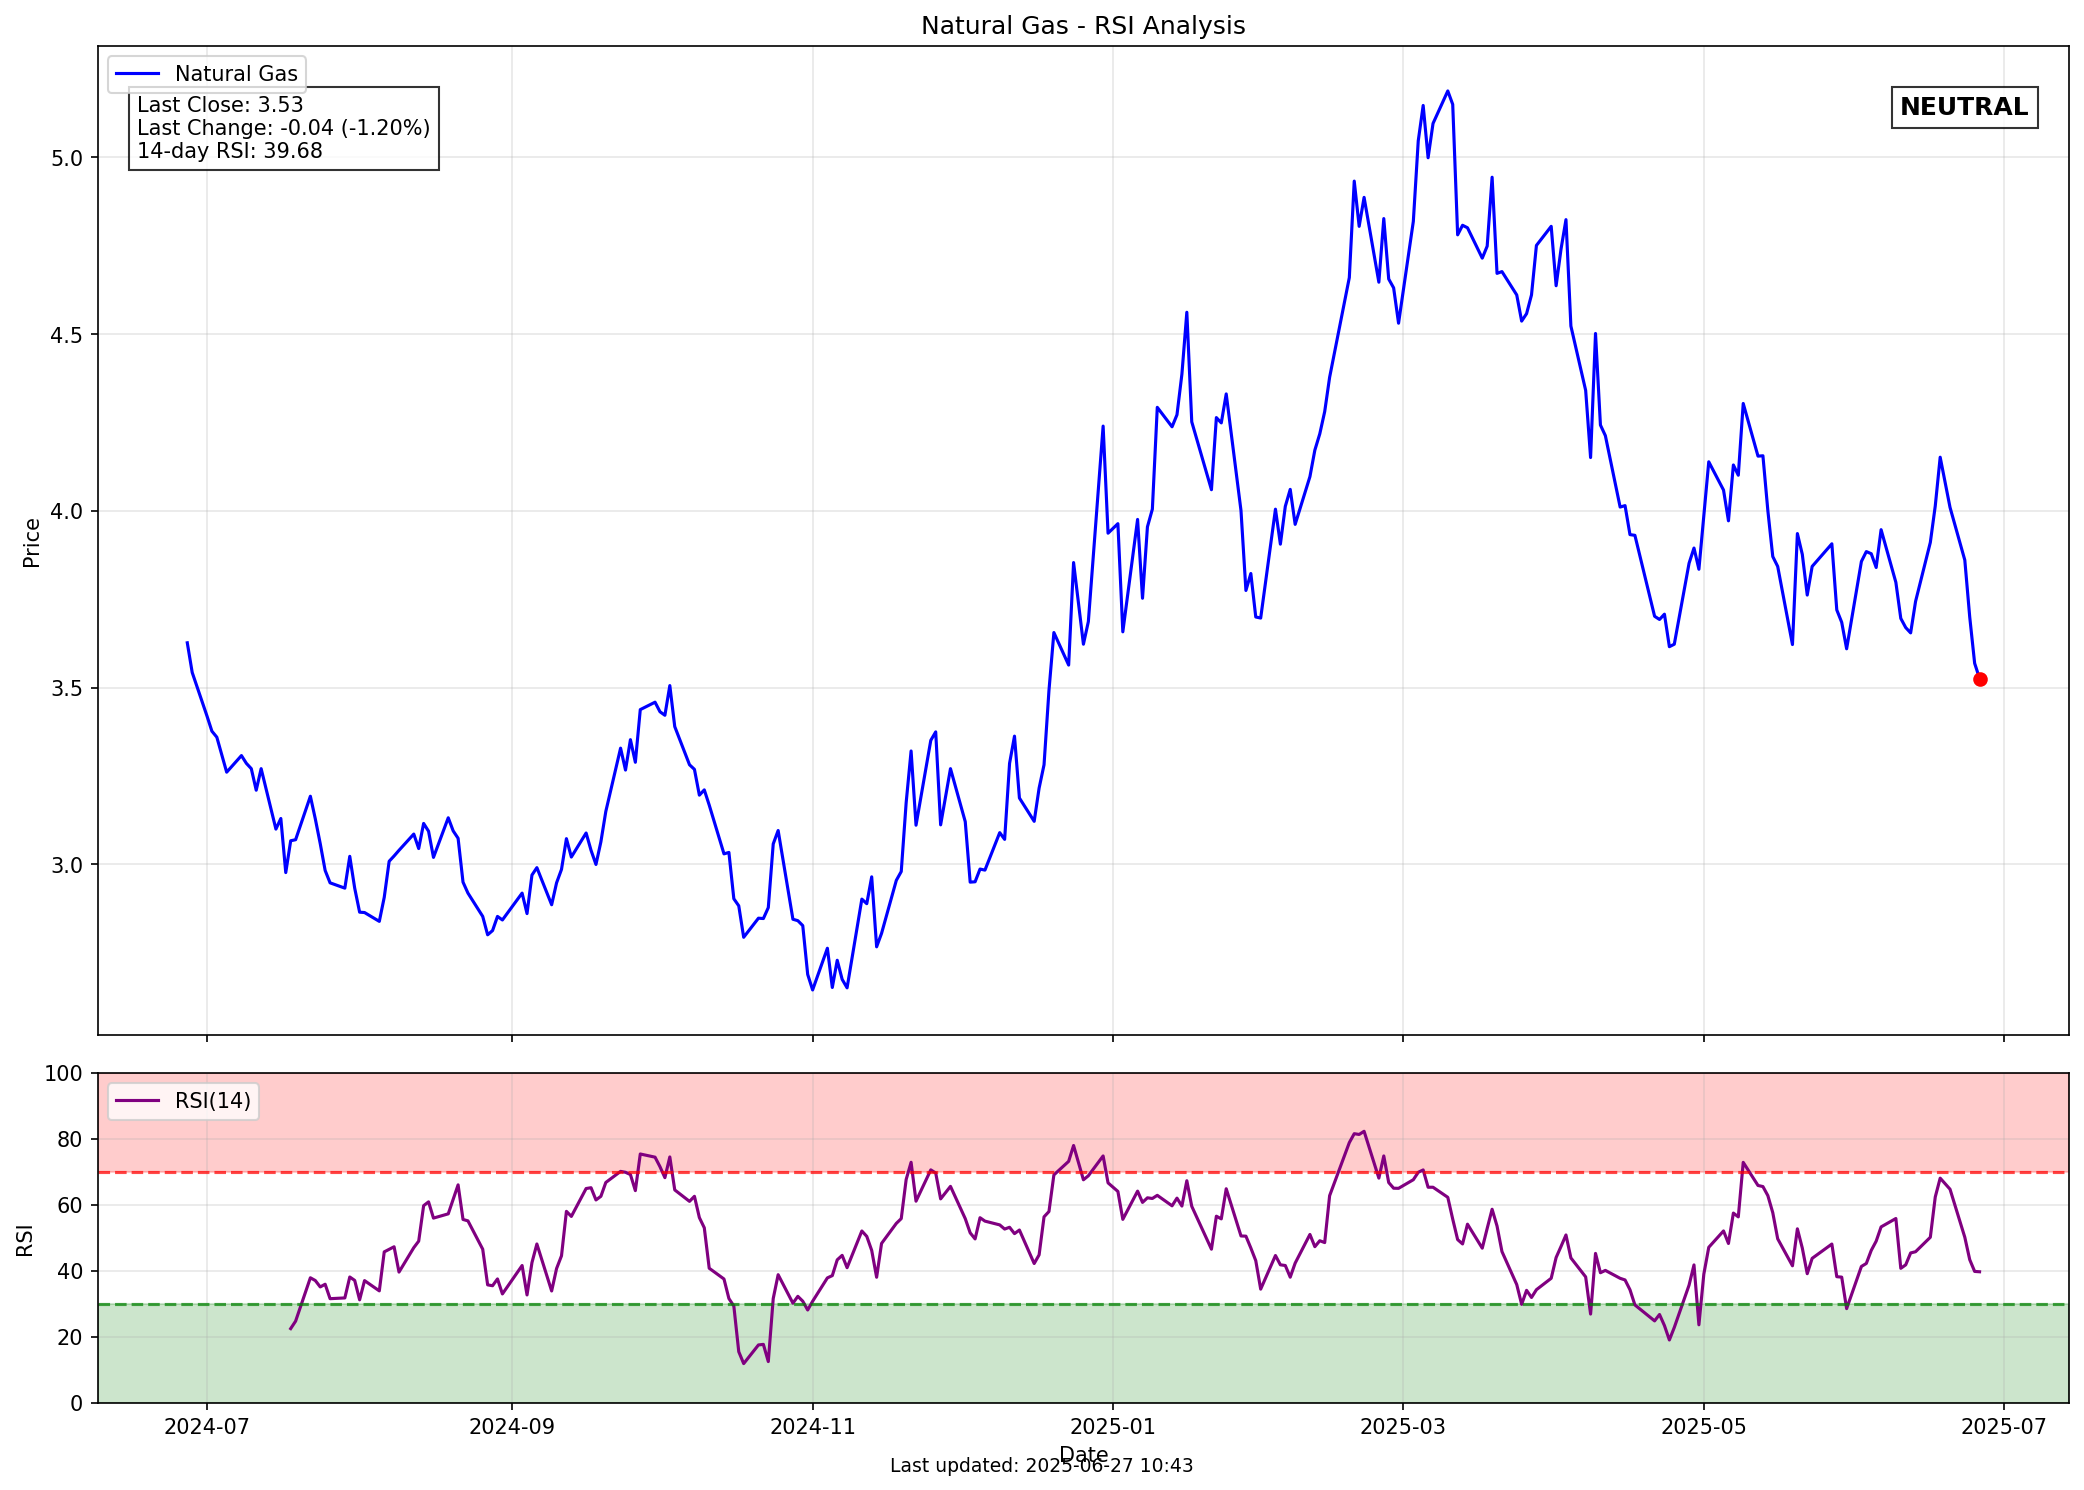 Natural Gas - RSI Analysis
Natural Gas
Last Close: 3.53
Last Change: -0.04 (-1.20%)
14-day RSI: 39.68
NEUTRAL
5.0
4.5
4.0
3.5
3.0
Price
100
80
60
40
20
0
RSI
RSI(14)
2024-07
2024-09
2024-11
2025-01
2025-03
2025-05
2025-07
Date
Last updated: 2025-06-27 10:43